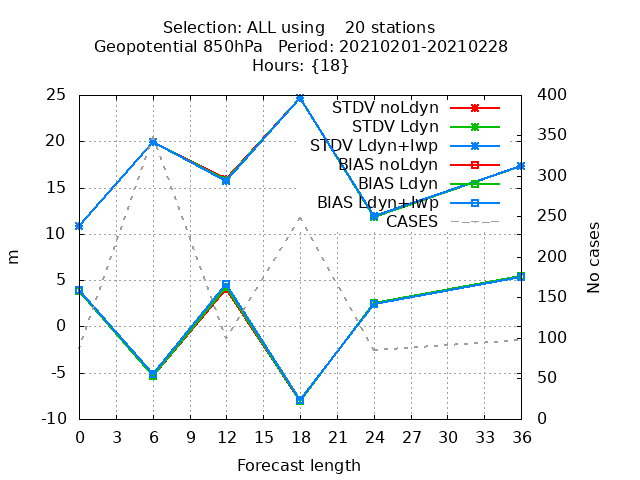 Selection: ALL using    20 stations
Geopotential 850hPa   Period: 20210201-20210228
Hours: {18}
25
20
15
10
5
0
-5
-10
m
400
350
300
250
200
150
100
50
0
No cases
STDV noLdyn
STDV Ldyn
STDV Ldyn+lwp
BIAS noLdyn
BIAS Ldyn
BIAS Ldyn+lwp
CASES
0 3 6 9 12 15 18 21 24 27 30 33 36
Forecast length